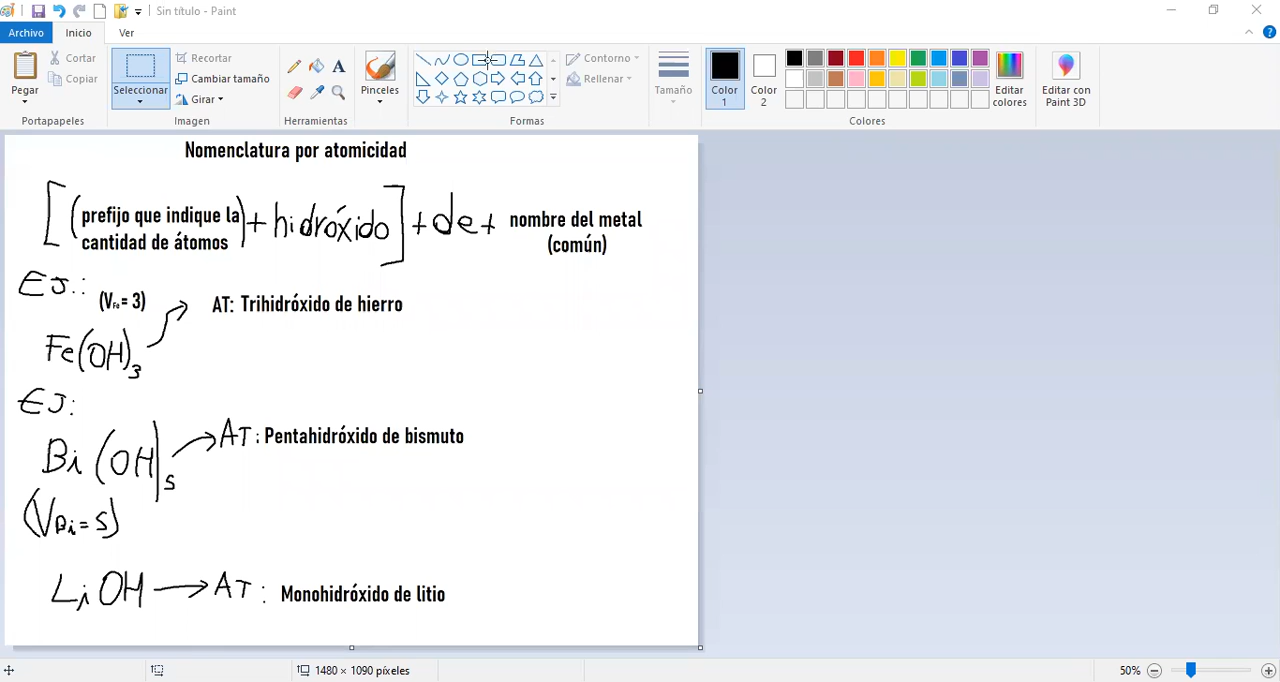 Sin título - Paint
Archivo Inicio Ver
Pegar
Cortar
Copiar
Portapapeles
Seleccionar
Recortar
Cambiar tamaño
Girar
Imagen
A
Herramientas
Pinceles
Contorno
Rellenar
Formas
Tamaño
Color
1
Color
2
Editar
colores
Editar con
Paint 3D
Colores
Nomenclatura por atomicidad
[(prefijo que indique la cantidad de átomos) + hidróxido] + de + nombre del metal (común)
EJ.:
(VFe = 3)
AT: Trihidróxido de hierro
Fe(OH)3
EJ:
Bi(OH)5
AT: Pentahidróxido de bismuto
(VBi = 5)
LiOH
AT: Monohidróxido de litio
1480 × 1090 píxeles
50%